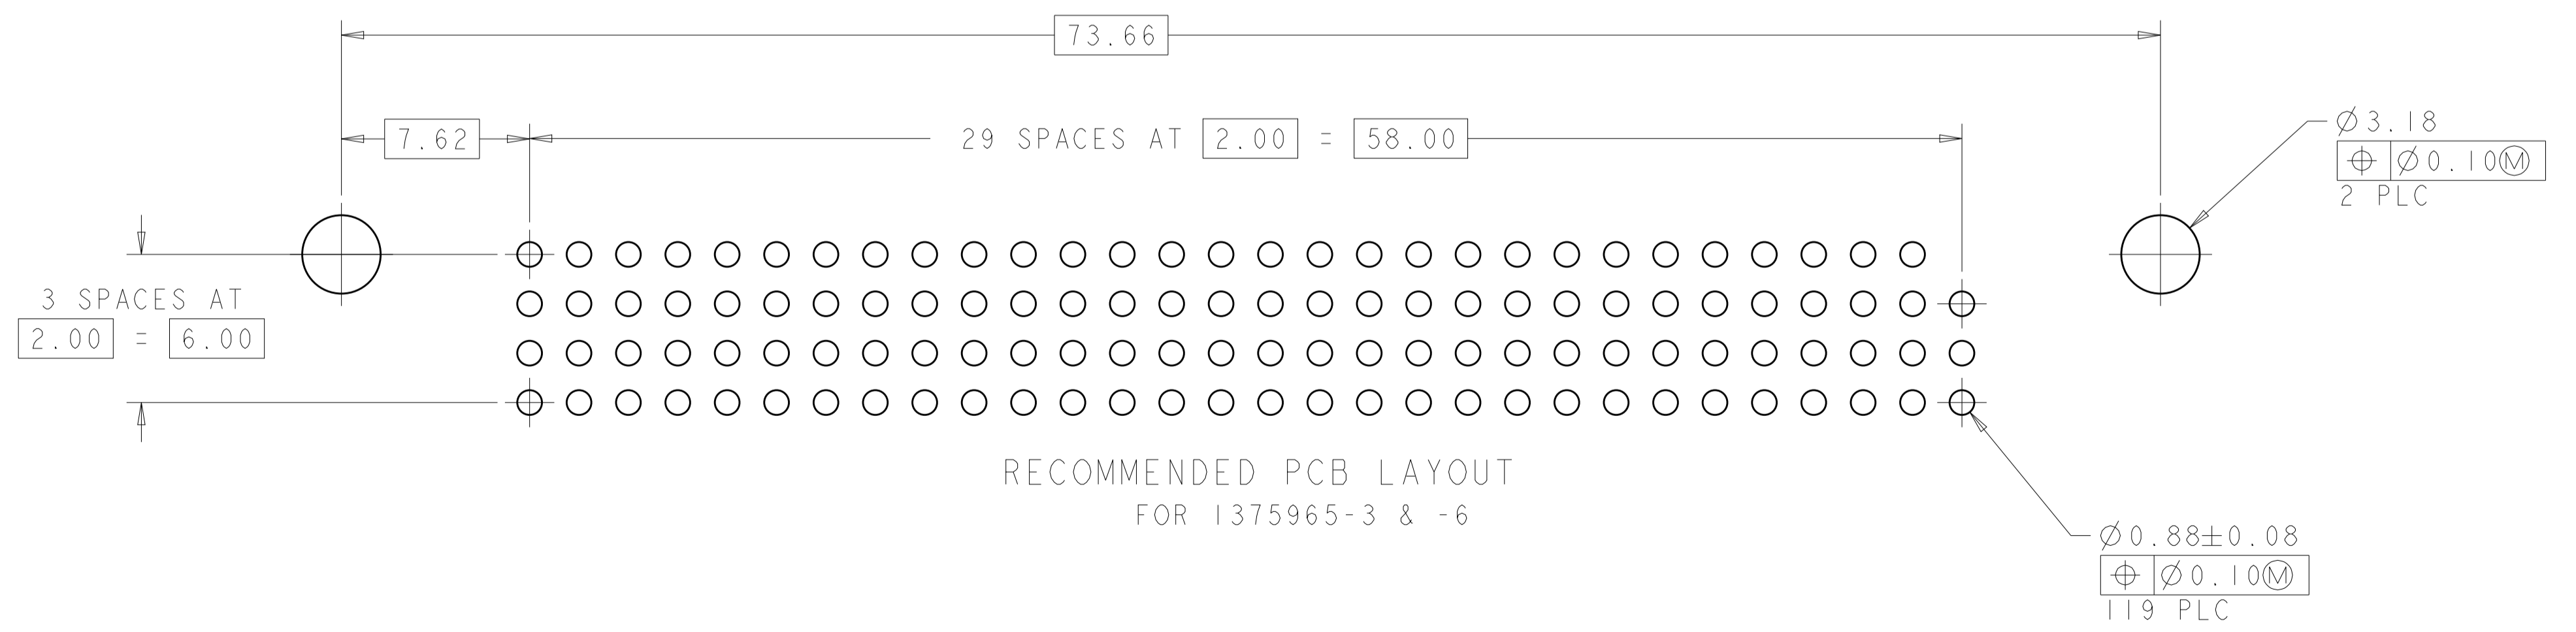 73.66
7.62
29 SPACES AT 2.00 = 58.00
Ø3.18
⌖ Ø0.10Ⓜ
2 PLC
3 SPACES AT
2.00 = 6.00
RECOMMENDED PCB LAYOUT
FOR 1375965-3 & -6
Ø0.88±0.08
⌖ Ø0.10Ⓜ
119 PLC